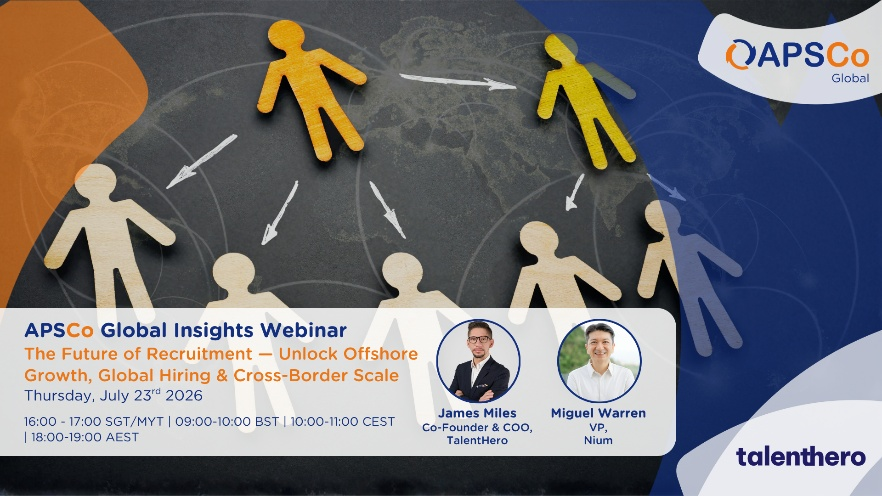 APSCo
Global
APSCo Global Insights Webinar
The Future of Recruitment — Unlock Offshore
Growth, Global Hiring & Cross-Border Scale
Thursday, July 23rd 2026
16:00 - 17:00 SGT/MYT | 09:00-10:00 BST | 10:00-11:00 CEST
| 18:00-19:00 AEST
James Miles
Co-Founder & COO,
TalentHero
Miguel Warren
VP,
Nium
talenthero